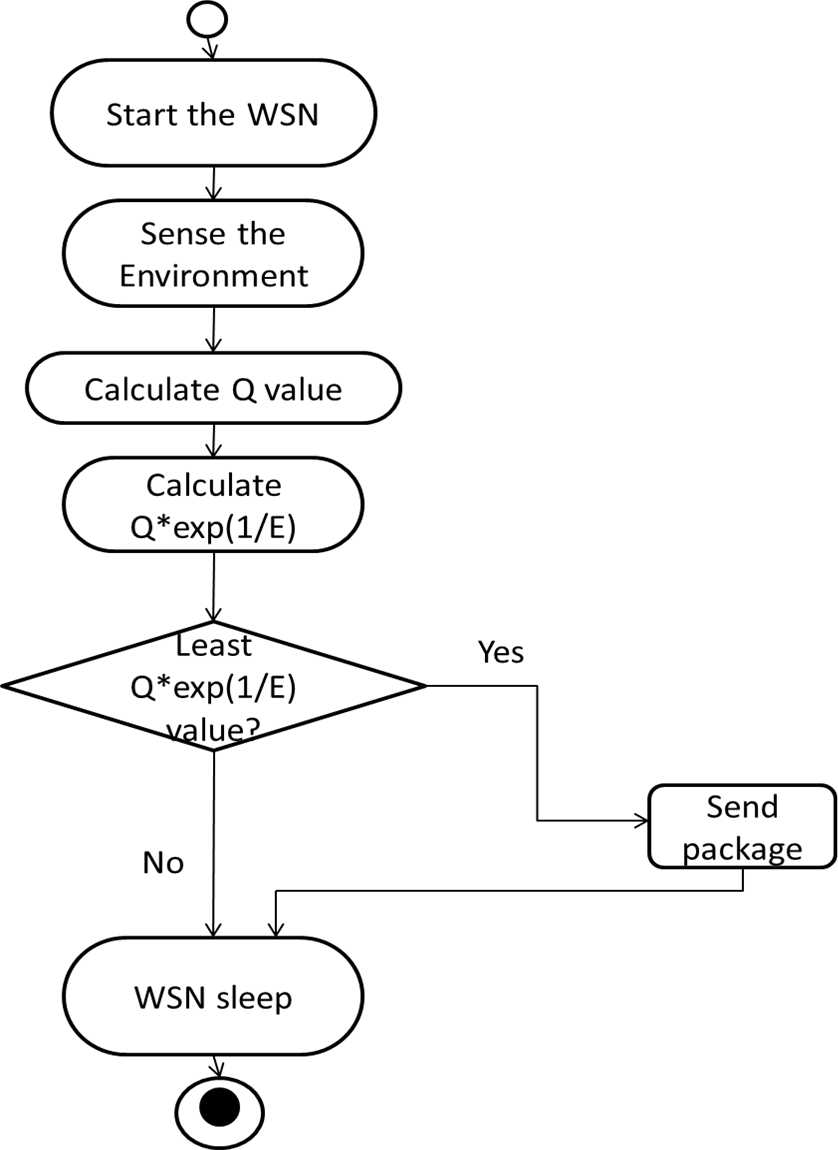 Start the WSN
Sense the
Environment
Calculate Q value
Calculate
Q*exp(1/E)
Least
Q*exp(1/E)
value?
Yes
Send
package
No
WSN sleep